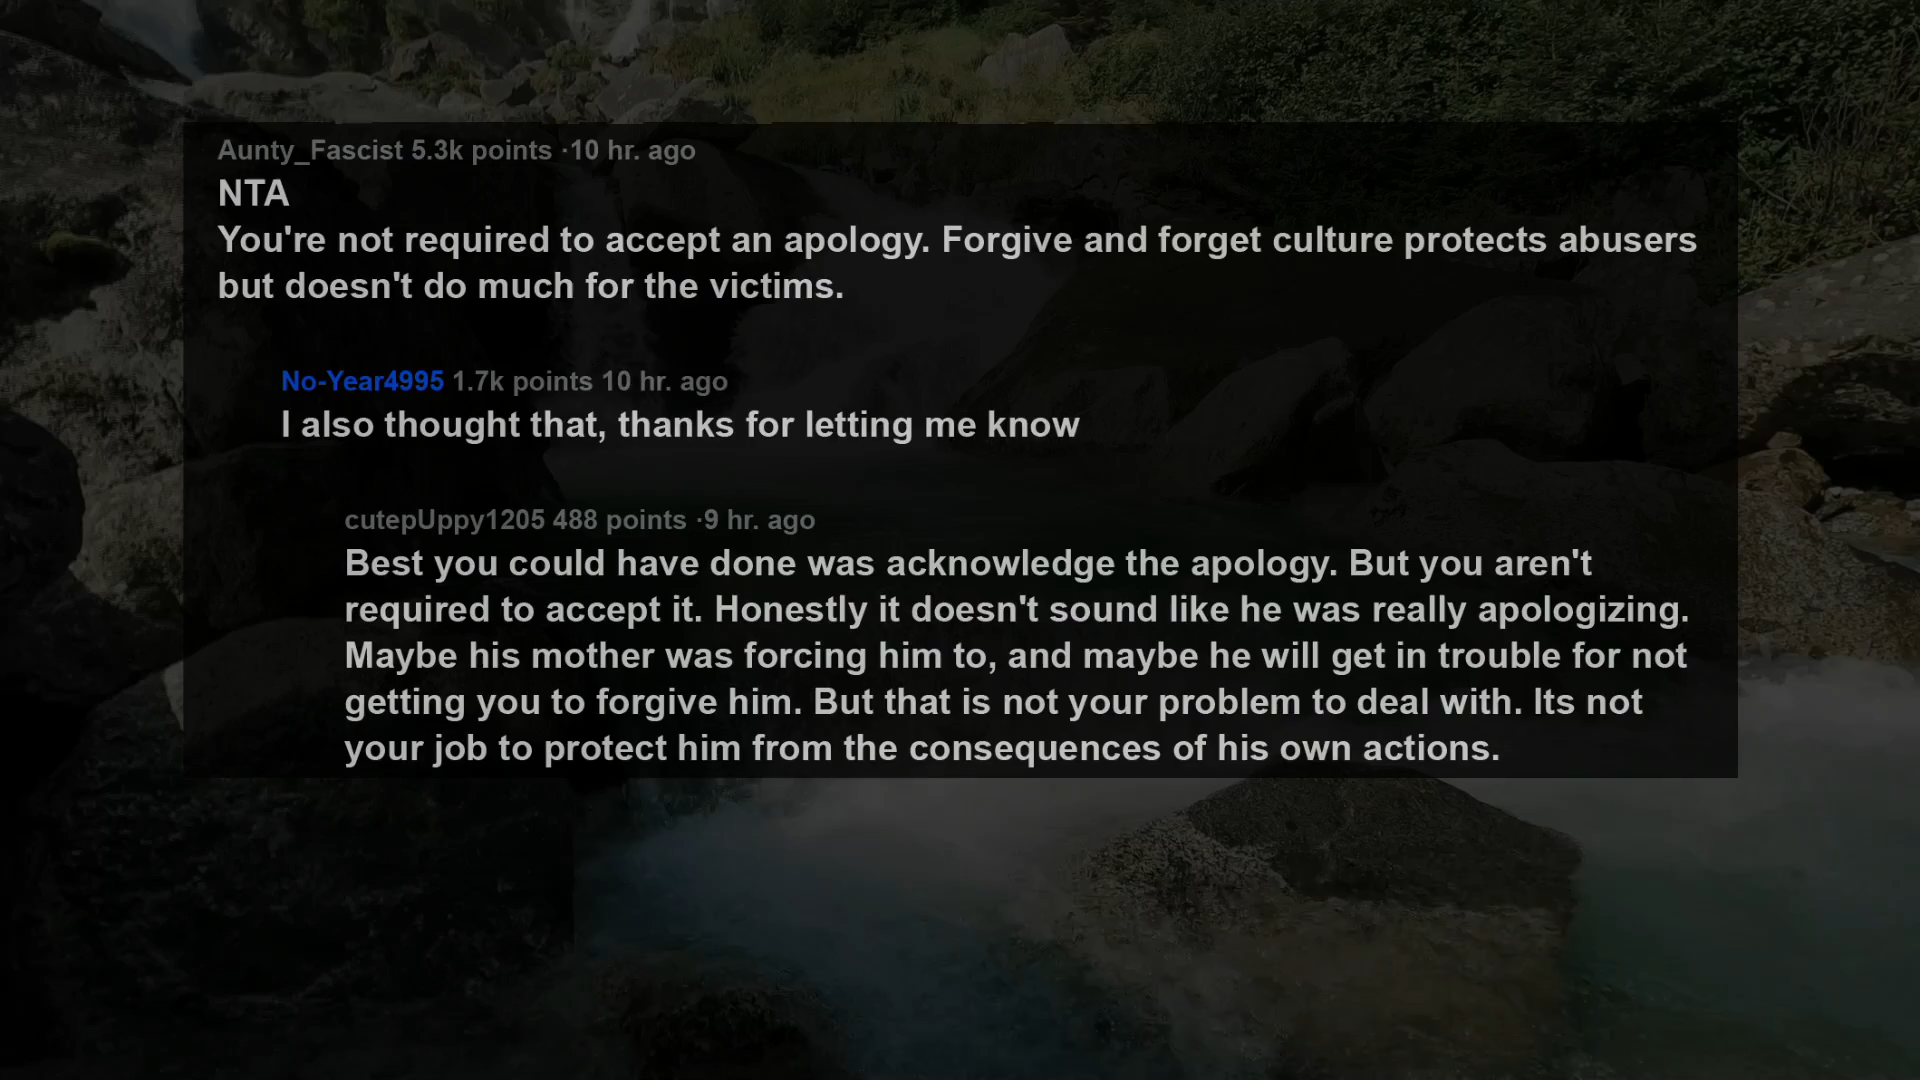 Aunty_Fascist 5.3k points ·10 hr. ago
NTA
You're not required to accept an apology. Forgive and forget culture protects abusers
but doesn't do much for the victims.
No-Year4995 1.7k points 10 hr. ago
I also thought that, thanks for letting me know
cutepUppy1205 488 points ·9 hr. ago
Best you could have done was acknowledge the apology. But you aren't
required to accept it. Honestly it doesn't sound like he was really apologizing.
Maybe his mother was forcing him to, and maybe he will get in trouble for not
getting you to forgive him. But that is not your problem to deal with. Its not
your job to protect him from the consequences of his own actions.